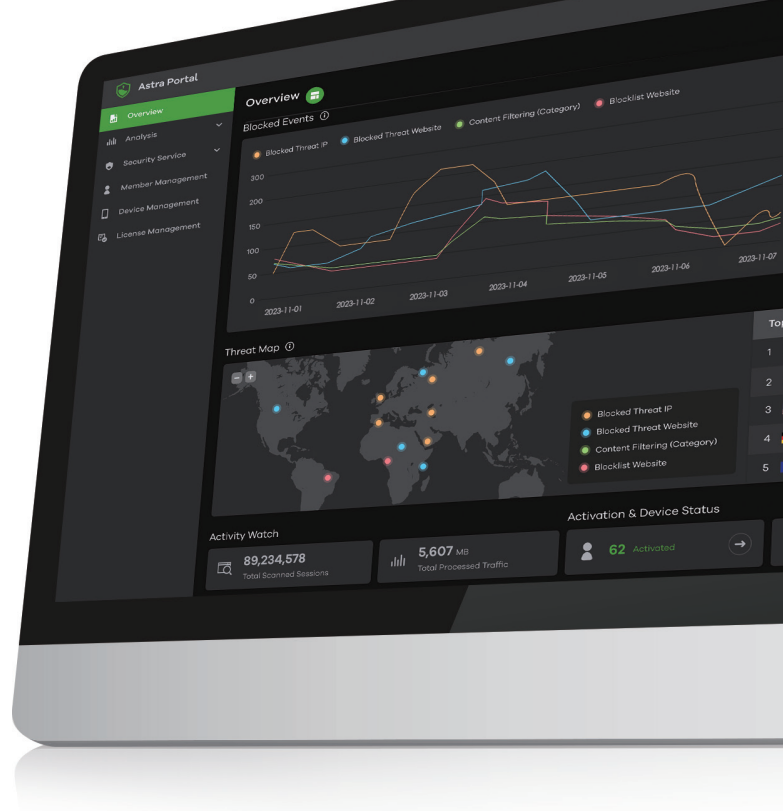 Astra Portal
Overview
Analysis
Security Service
Member Management
Device Management
License Management
Overview
Blocked Events
Blocked Threat IP
Blocked Threat Website
Content Filtering (Category)
Blocklist Website
300
200
150
100
50
0
2023-11-01
2023-11-02
2023-11-03
2023-11-04
2023-11-05
2023-11-06
2023-11-07
Threat Map
Blocked Threat IP
Blocked Threat Website
Content Filtering (Category)
Blocklist Website
1
2
3
4
5
Activity Watch
89,234,578
Total Scanned Sessions
5,607 MB
Total Processed Traffic
Activation & Device Status
62 Activated